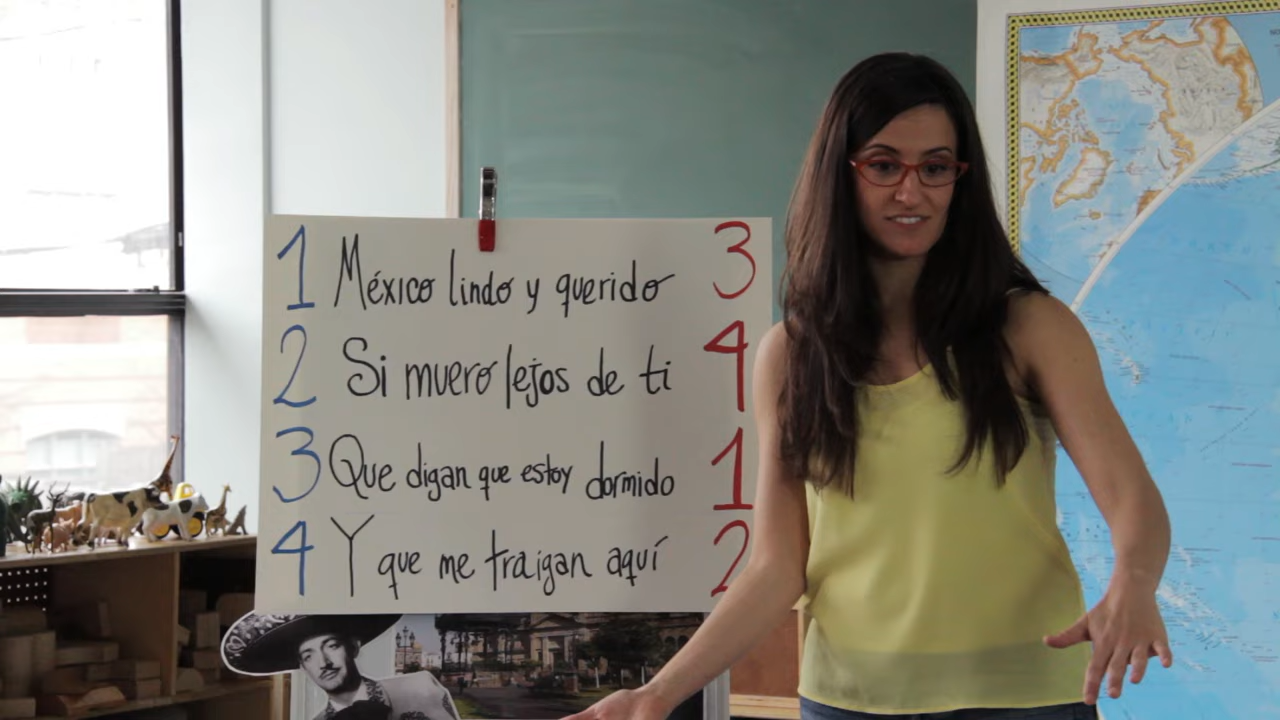 1 México lindo y querido 3
2 Si muero lejos de ti 4
3 Que digan que estoy dormido 1
4 Y que me traigan aquí 2